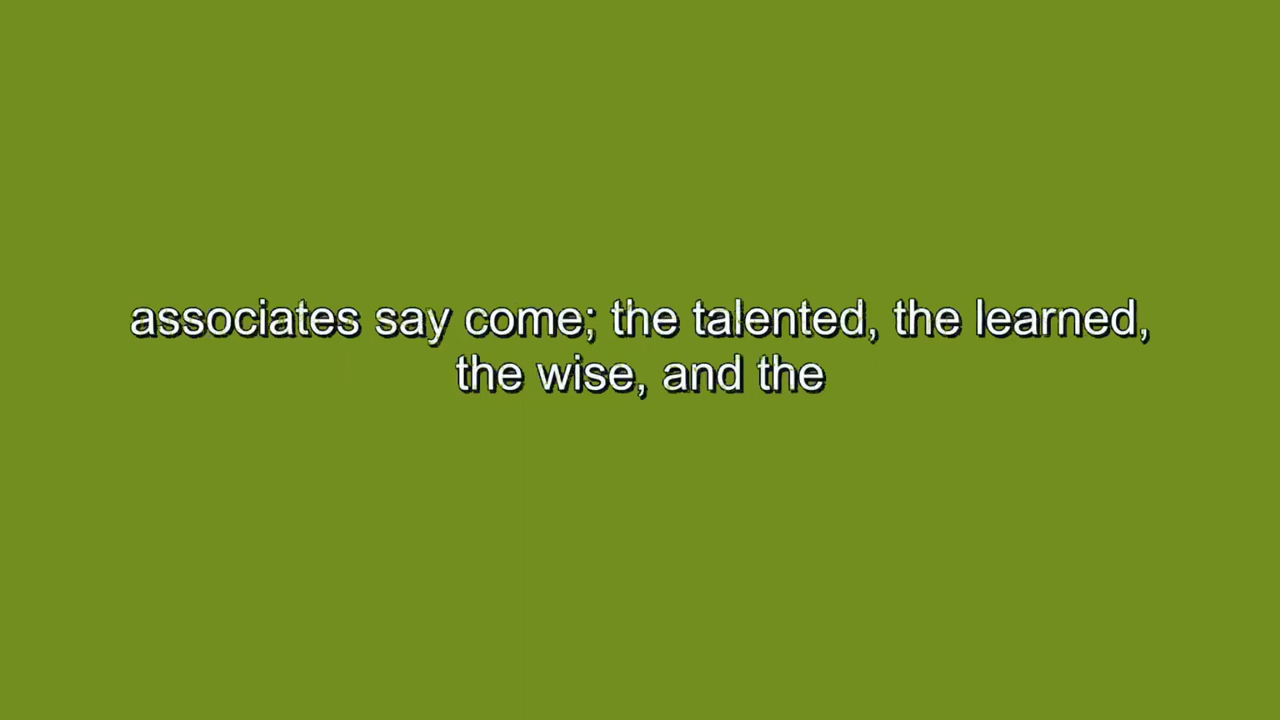 associates say come; the talented, the learned,
the wise, and the